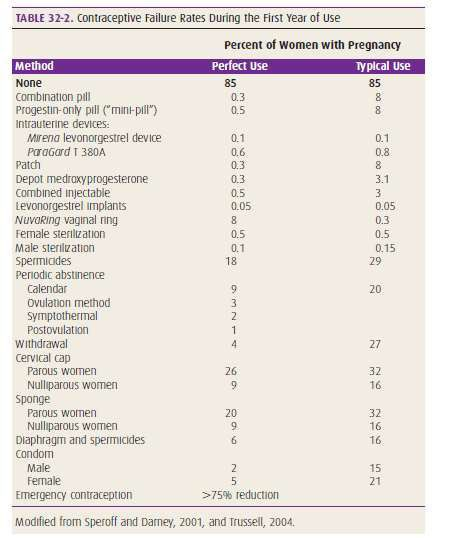 TABLE 32-2. Contraceptive Failure Rates During the First Year of Use
Percent of Women with Pregnancy
Method Perfect Use Typical Use
None 85 85
Combination pill 0.3 8
Progestin-only pill ("mini-pill") 0.5 8
Intrauterine devices:
Mirena levonorgestrel device 0.1 0.1
ParaGard T 380A 0.6 0.8
Patch 0.3 8
Depot medroxyprogesterone 0.3 3.1
Combined injectable 0.5 3
Levonorgestrel implants 0.05 0.05
NuvaRing vaginal ring 8 0.3
Female sterilization 0.5 0.5
Male sterilization 0.1 0.15
Spermicides 18 29
Periodic abstinence
Calendar 9 20
Ovulation method 3
Symptothermal 2
Postovulation 1
Withdrawal 4 27
Cervical cap
Parous women 26 32
Nulliparous women 9 16
Sponge
Parous women 20 32
Nulliparous women 9 16
Diaphragm and spermicides 6 16
Condom
Male 2 15
Female 5 21
Emergency contraception >75% reduction
Modified from Speroff and Darney, 2001, and Trussell, 2004.